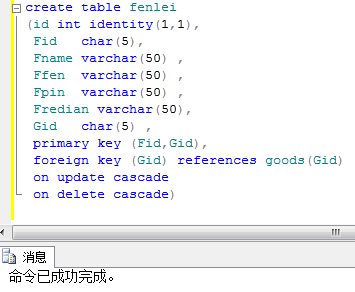 create table fenlei
(id int identity(1,1),
Fid   char(5),
Fname varchar(50) ,
Ffen  varchar(50) ,
Fpin  varchar(50) ,
Fredian varchar(50),
Gid   char(5) ,
primary key (Fid,Gid),
foreign key (Gid) references goods(Gid)
on update cascade
on delete cascade)
消息
命令已成功完成。